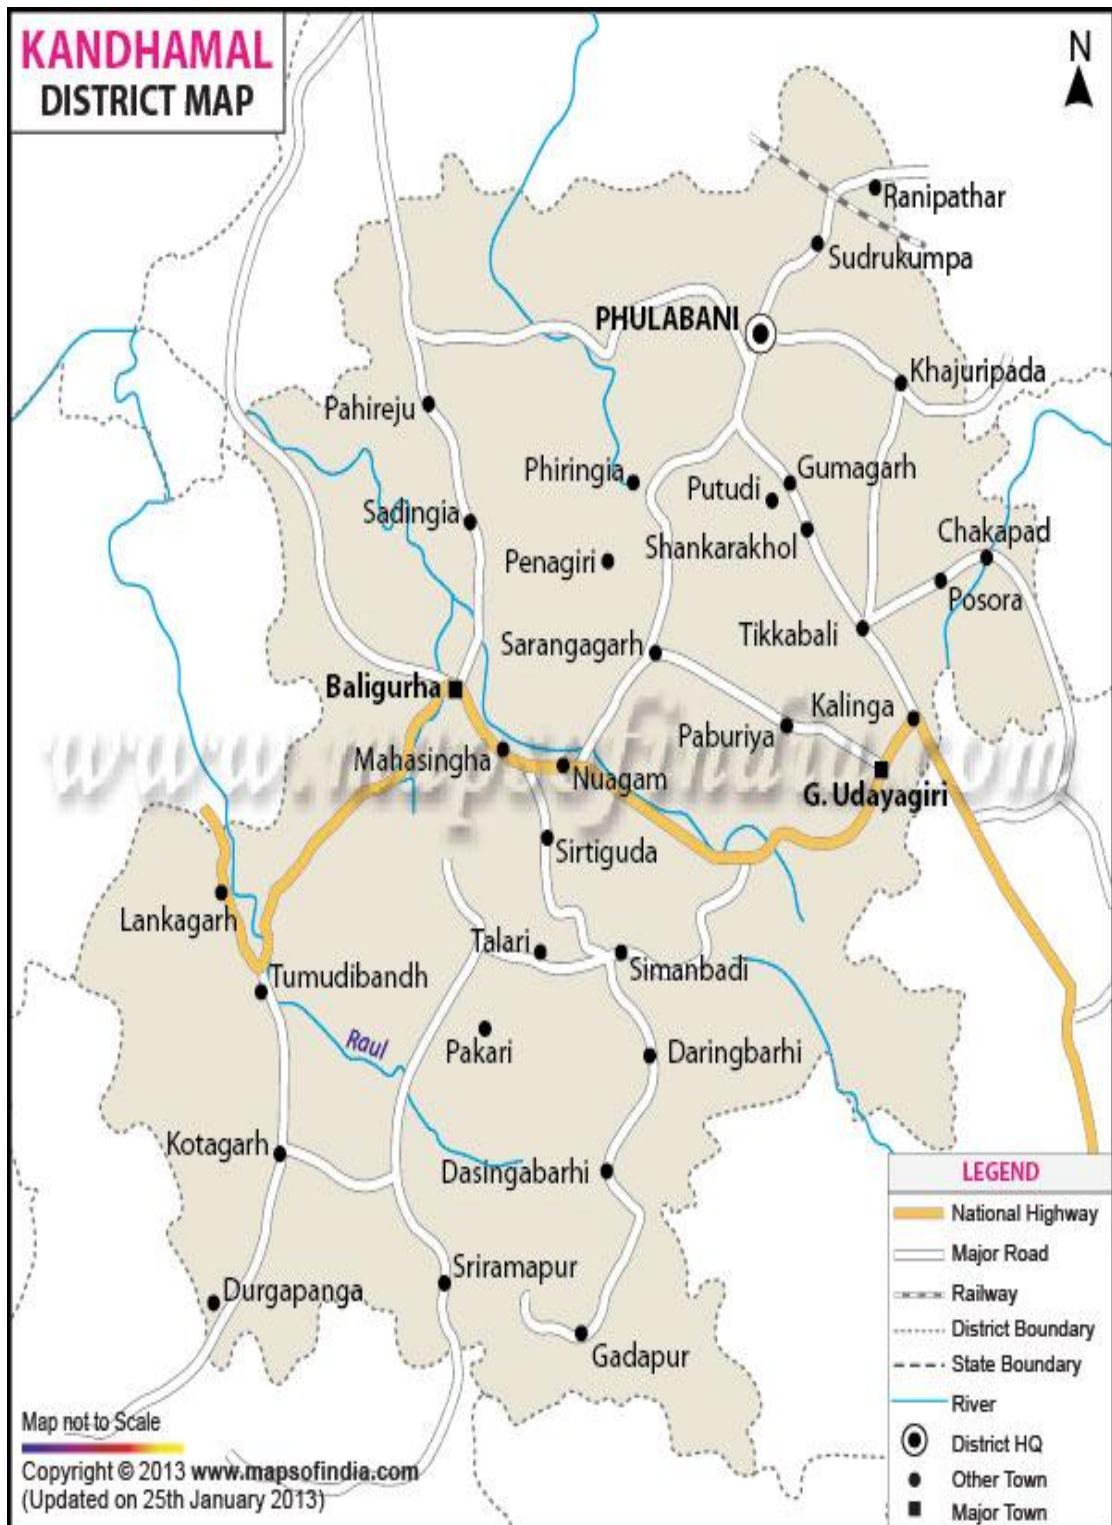 KANDHAMAL
DISTRICT MAP
N
Ranipathar
Sudrukumpa
PHULABANI
Khajuripada
Pahireju
Phiringia
Gumagarh
Putudi
Sadingia
Shankarakhol
Chakapad
Penagiri
Posora
Tikkabali
Sarangagarh
Baligurha
Kalinga
Paburiya
Mahasingha
Nuagam
www.mapsofindia.com
G. Udayagiri
Sirtiguda
Lankagarh
Talari
Simanbadi
Tumudibandh
Raul
Pakari
Daringbarhi
Kotagarh
Dasingabarhi
Sriramapur
Durgapanga
Gadapur
LEGEND
National Highway
Major Road
Railway
District Boundary
State Boundary
River
District HQ
Other Town
Major Town
Map not to Scale
Copyright © 2013 www.mapsofindia.com
(Updated on 25th January 2013)